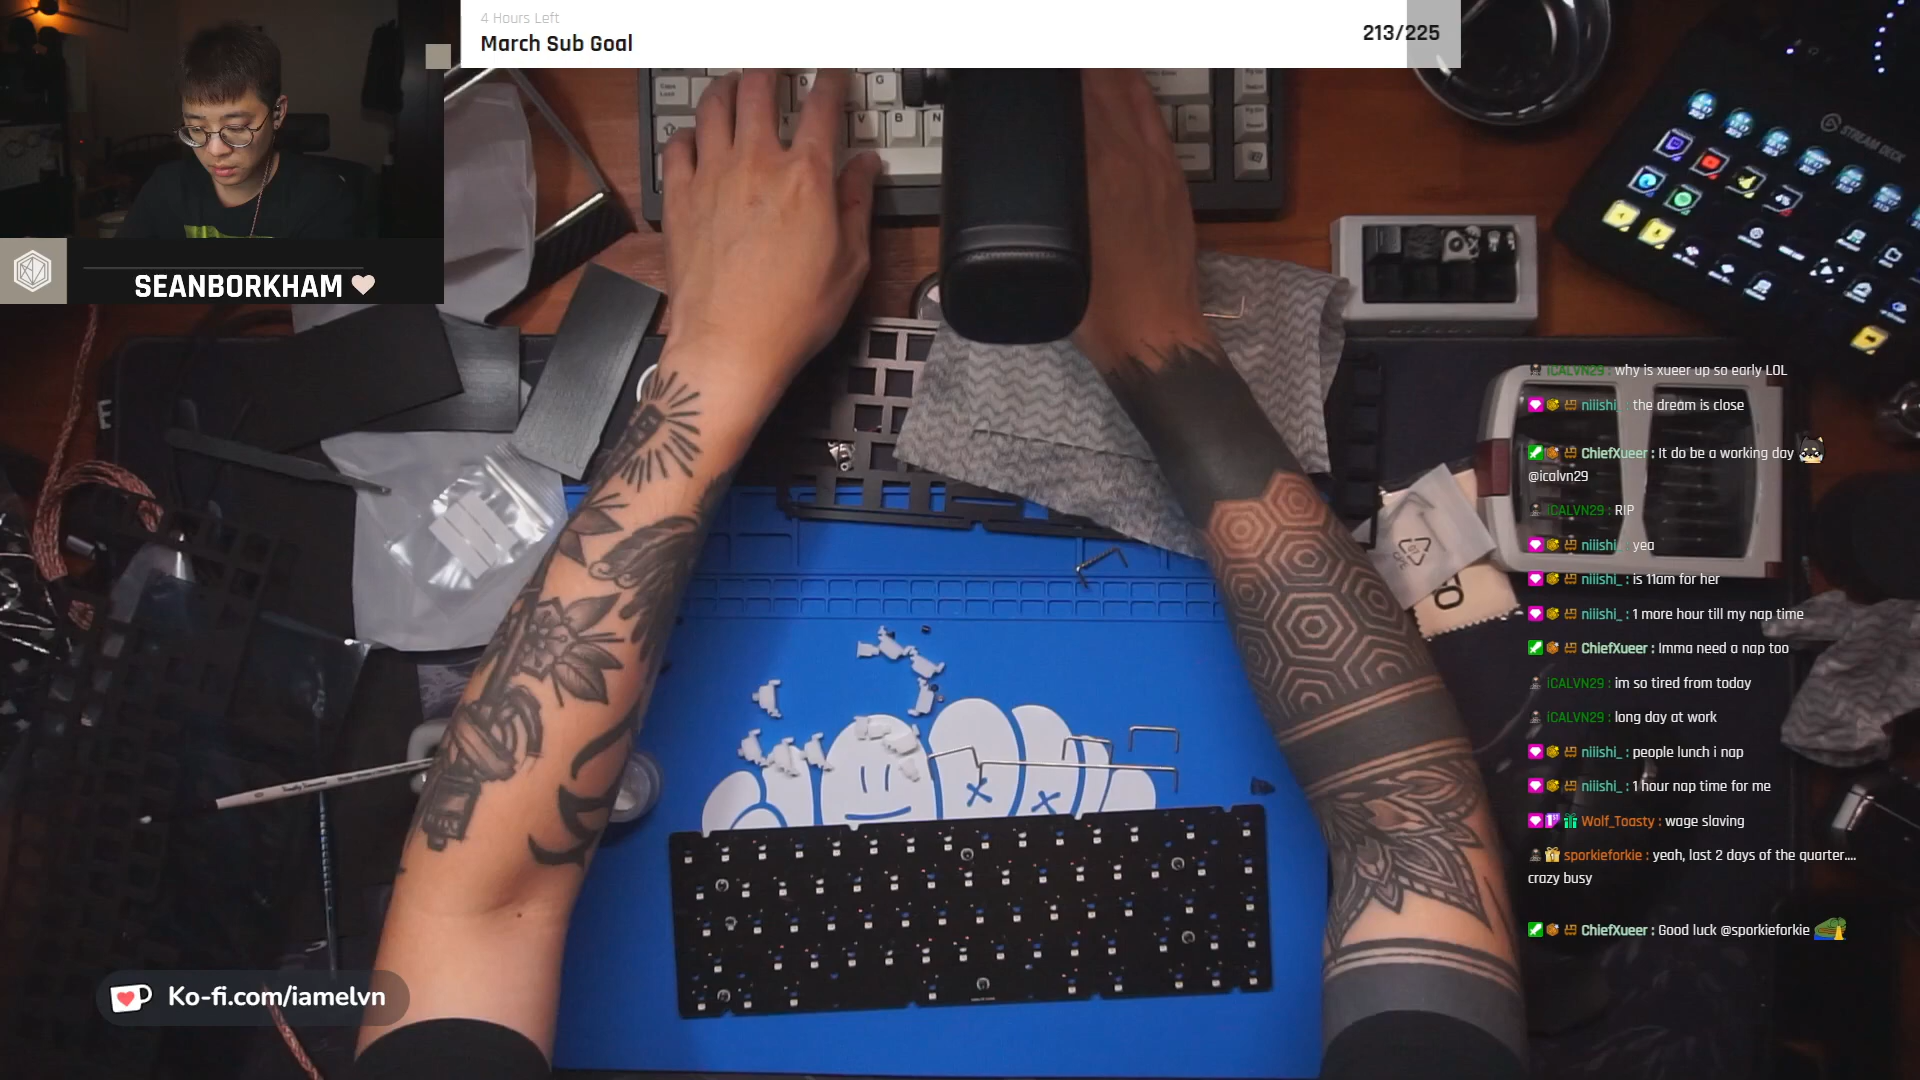 4 Hours Left
March Sub Goal
213/225
SEANBORKHAM
D
G
V
B
N
STREAM DECK
iCALVN29 : why is xueer up so early LOL
niiishi_ : the dream is close
ChiefXueer : It do be a working day
@icalvn29
iCALVN29 : RIP
niiishi_ : yea
niiishi_ : is 11am for her
niiishi_ : 1 more hour till my nap time
ChiefXueer : Imma need a nap too
iCALVN29 : im so tired from today
iCALVN29 : long day at work
niiishi_ : people lunch i nap
niiishi_ : 1 hour nap time for me
Wolf_Toasty : wage slaving
sporkieforkie : yeah, last 2 days of the quarter....
crazy busy
ChiefXueer : Good luck @sporkieforkie
Ko-fi.com/iamelvn